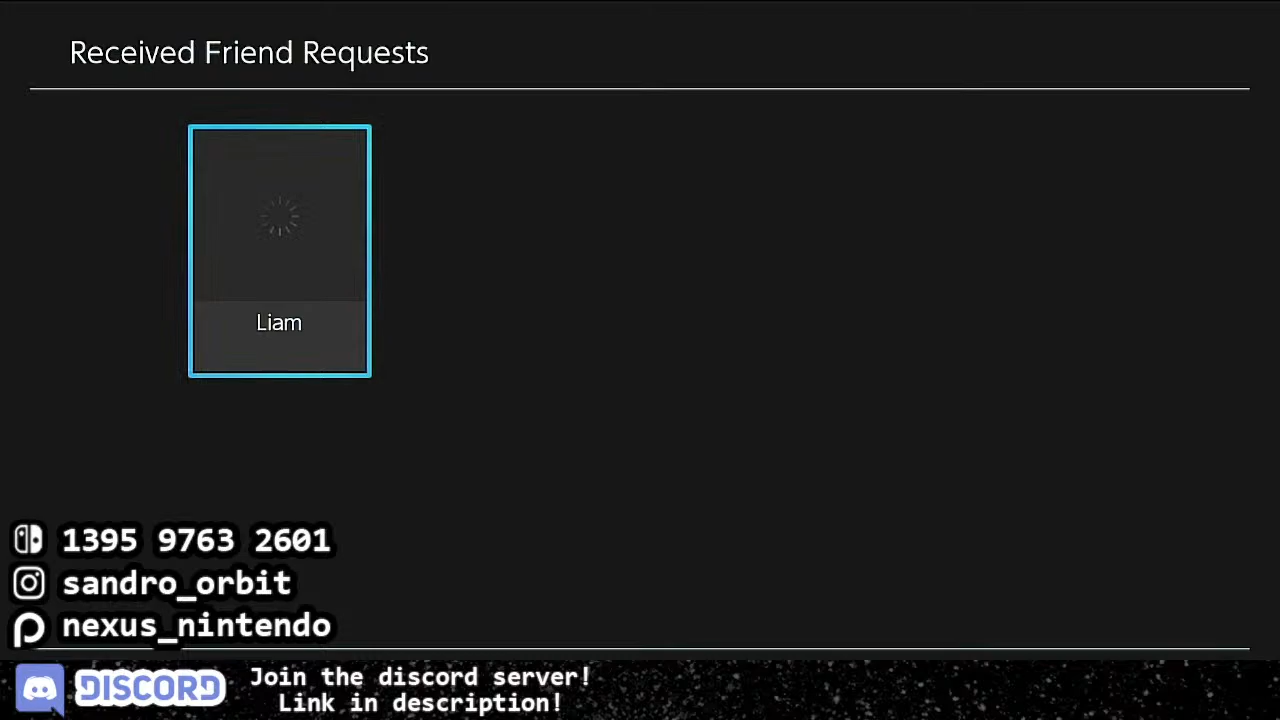 Received Friend Requests
Liam
1395 9763 2601
sandro_orbit
nexus_nintendo
DISCORD
Join the discord server!
Link in description!